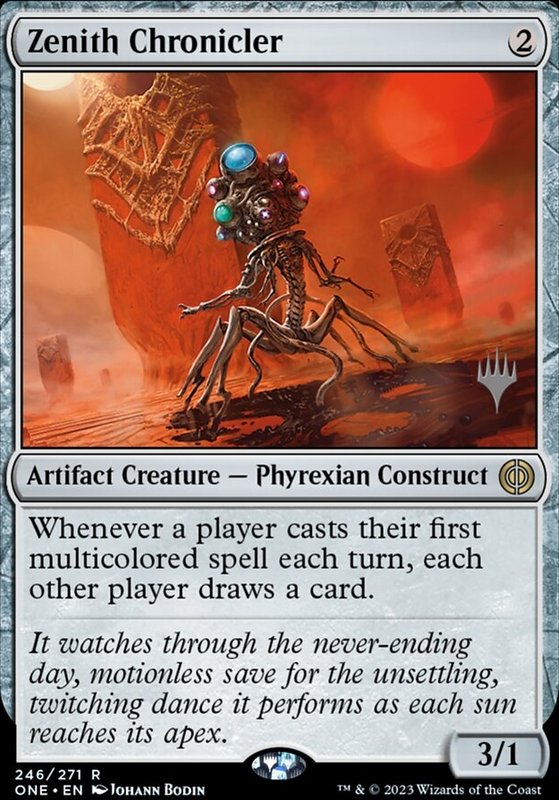 Zenith Chronicler 2
Artifact Creature — Phyrexian Construct
Whenever a player casts their first
multicolored spell each turn, each
other player draws a card.
It watches through the never-ending
day, motionless save for the unsettling,
twitching dance it performs as each sun
reaches its apex.
3/1
246/271 R
ONE • EN Johann Bodin
™ & © 2023 Wizards of the Coast